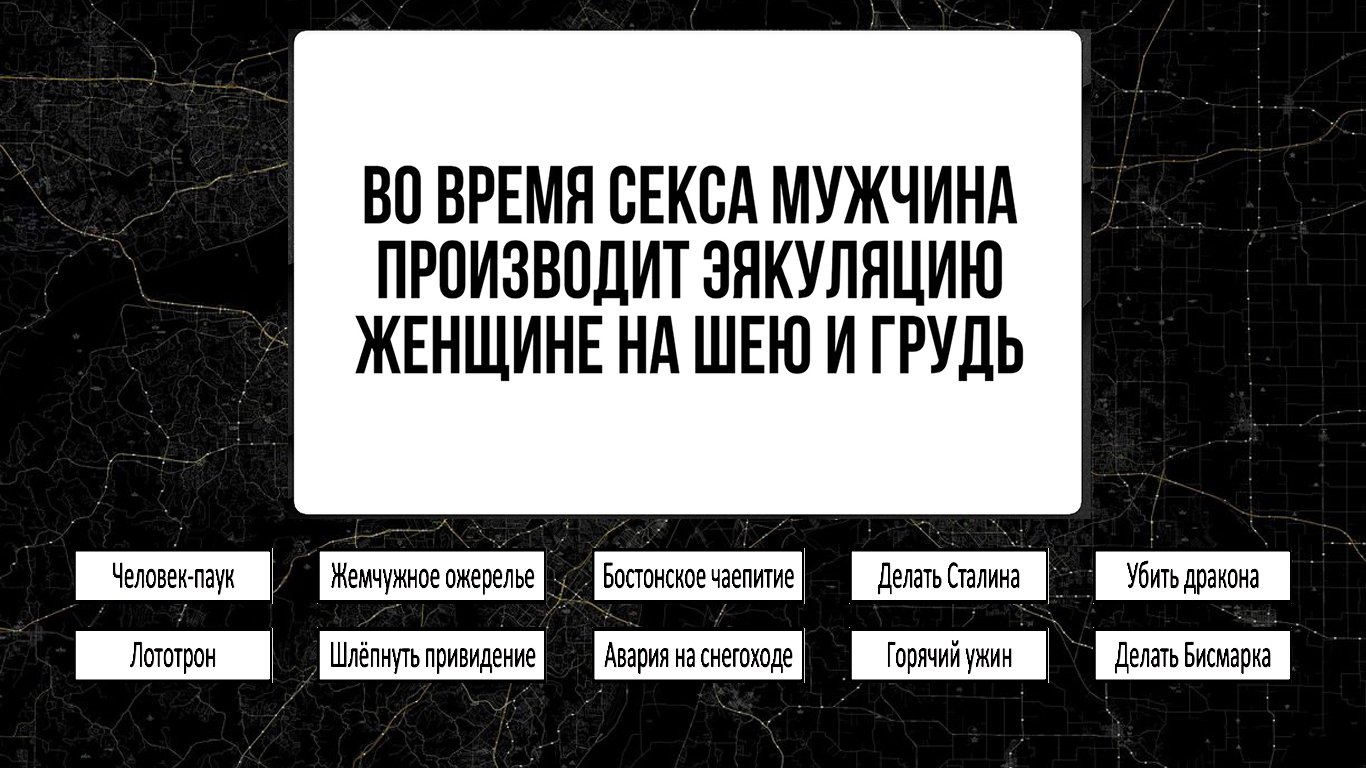 ВО ВРЕМЯ СЕКСА МУЖЧИНА
ПРОИЗВОДИТ ЭЯКУЛЯЦИЮ
ЖЕНЩИНЕ НА ШЕЮ И ГРУДЬ
Человек-паук
Жемчужное ожерелье
Бостонское чаепитие
Делать Сталина
Убить дракона
Лототрон
Шлёпнуть привидение
Авария на снегоходе
Горячий ужин
Делать Бисмарка